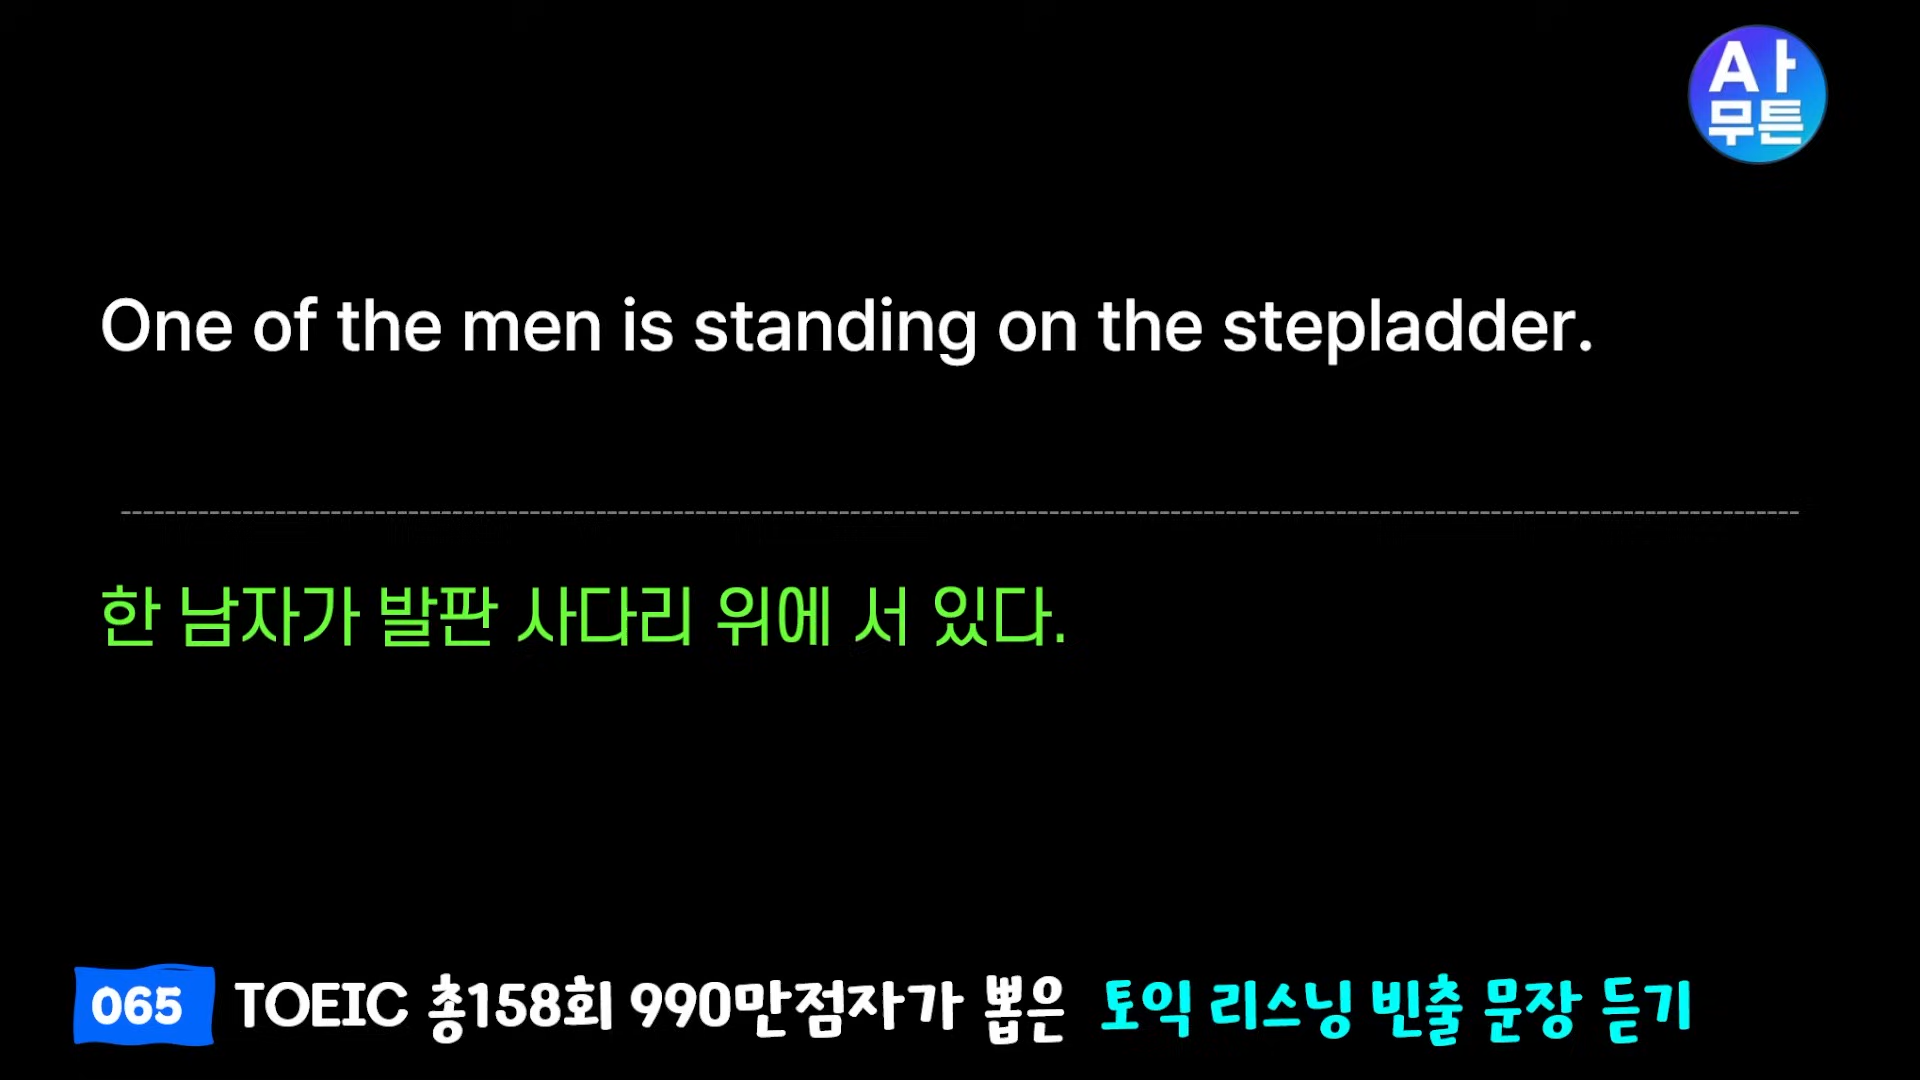 A사
무튼
One of the men is standing on the stepladder.
한 남자가 발판 사다리 위에 서 있다.
065 TOEIC 총158회 990만점자가 뽑은 토익 리스닝 빈출 문장 듣기